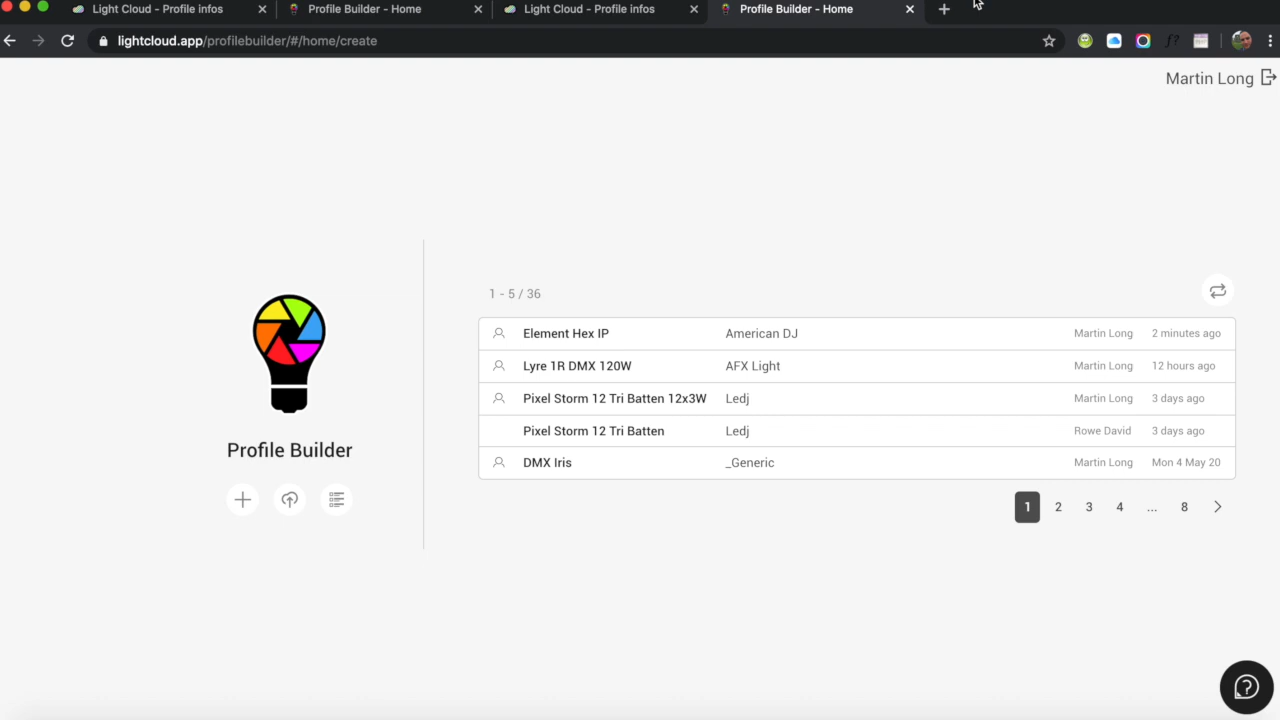 Light Cloud - Profile infos Profile Builder - Home Light Cloud - Profile infos Profile Builder - Home
lightcloud.app/profilebuilder/#/home/create
Martin Long
1 - 5 / 36
Element Hex IP American DJ Martin Long 2 minutes ago
Lyre 1R DMX 120W AFX Light Martin Long 12 hours ago
Pixel Storm 12 Tri Batten 12x3W Ledj Martin Long 3 days ago
Pixel Storm 12 Tri Batten Ledj Rowe David 3 days ago
DMX Iris _Generic Martin Long Mon 4 May 20
Profile Builder
1 2 3 4 ... 8